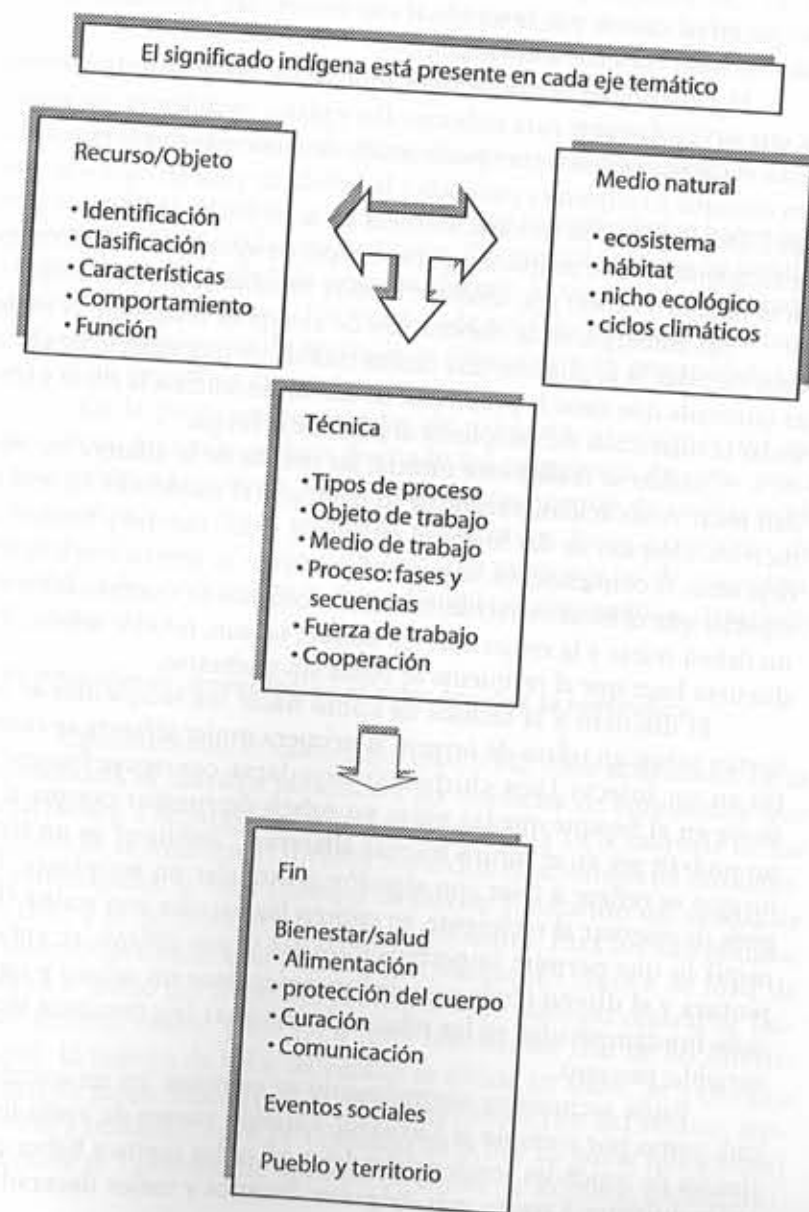 El significado indígena está presente en cada eje temático
Recurso/Objeto
• Identificación
• Clasificación
• Características
• Comportamiento
• Función
Medio natural
• ecosistema
• hábitat
• nicho ecológico
• ciclos climáticos
Técnica
• Tipos de proceso
• Objeto de trabajo
• Medio de trabajo
• Proceso: fases y
secuencias
• Fuerza de trabajo
• Cooperación
Fin
Bienestar/salud
• Alimentación
• protección del cuerpo
• Curación
• Comunicación
Eventos sociales
Pueblo y territorio